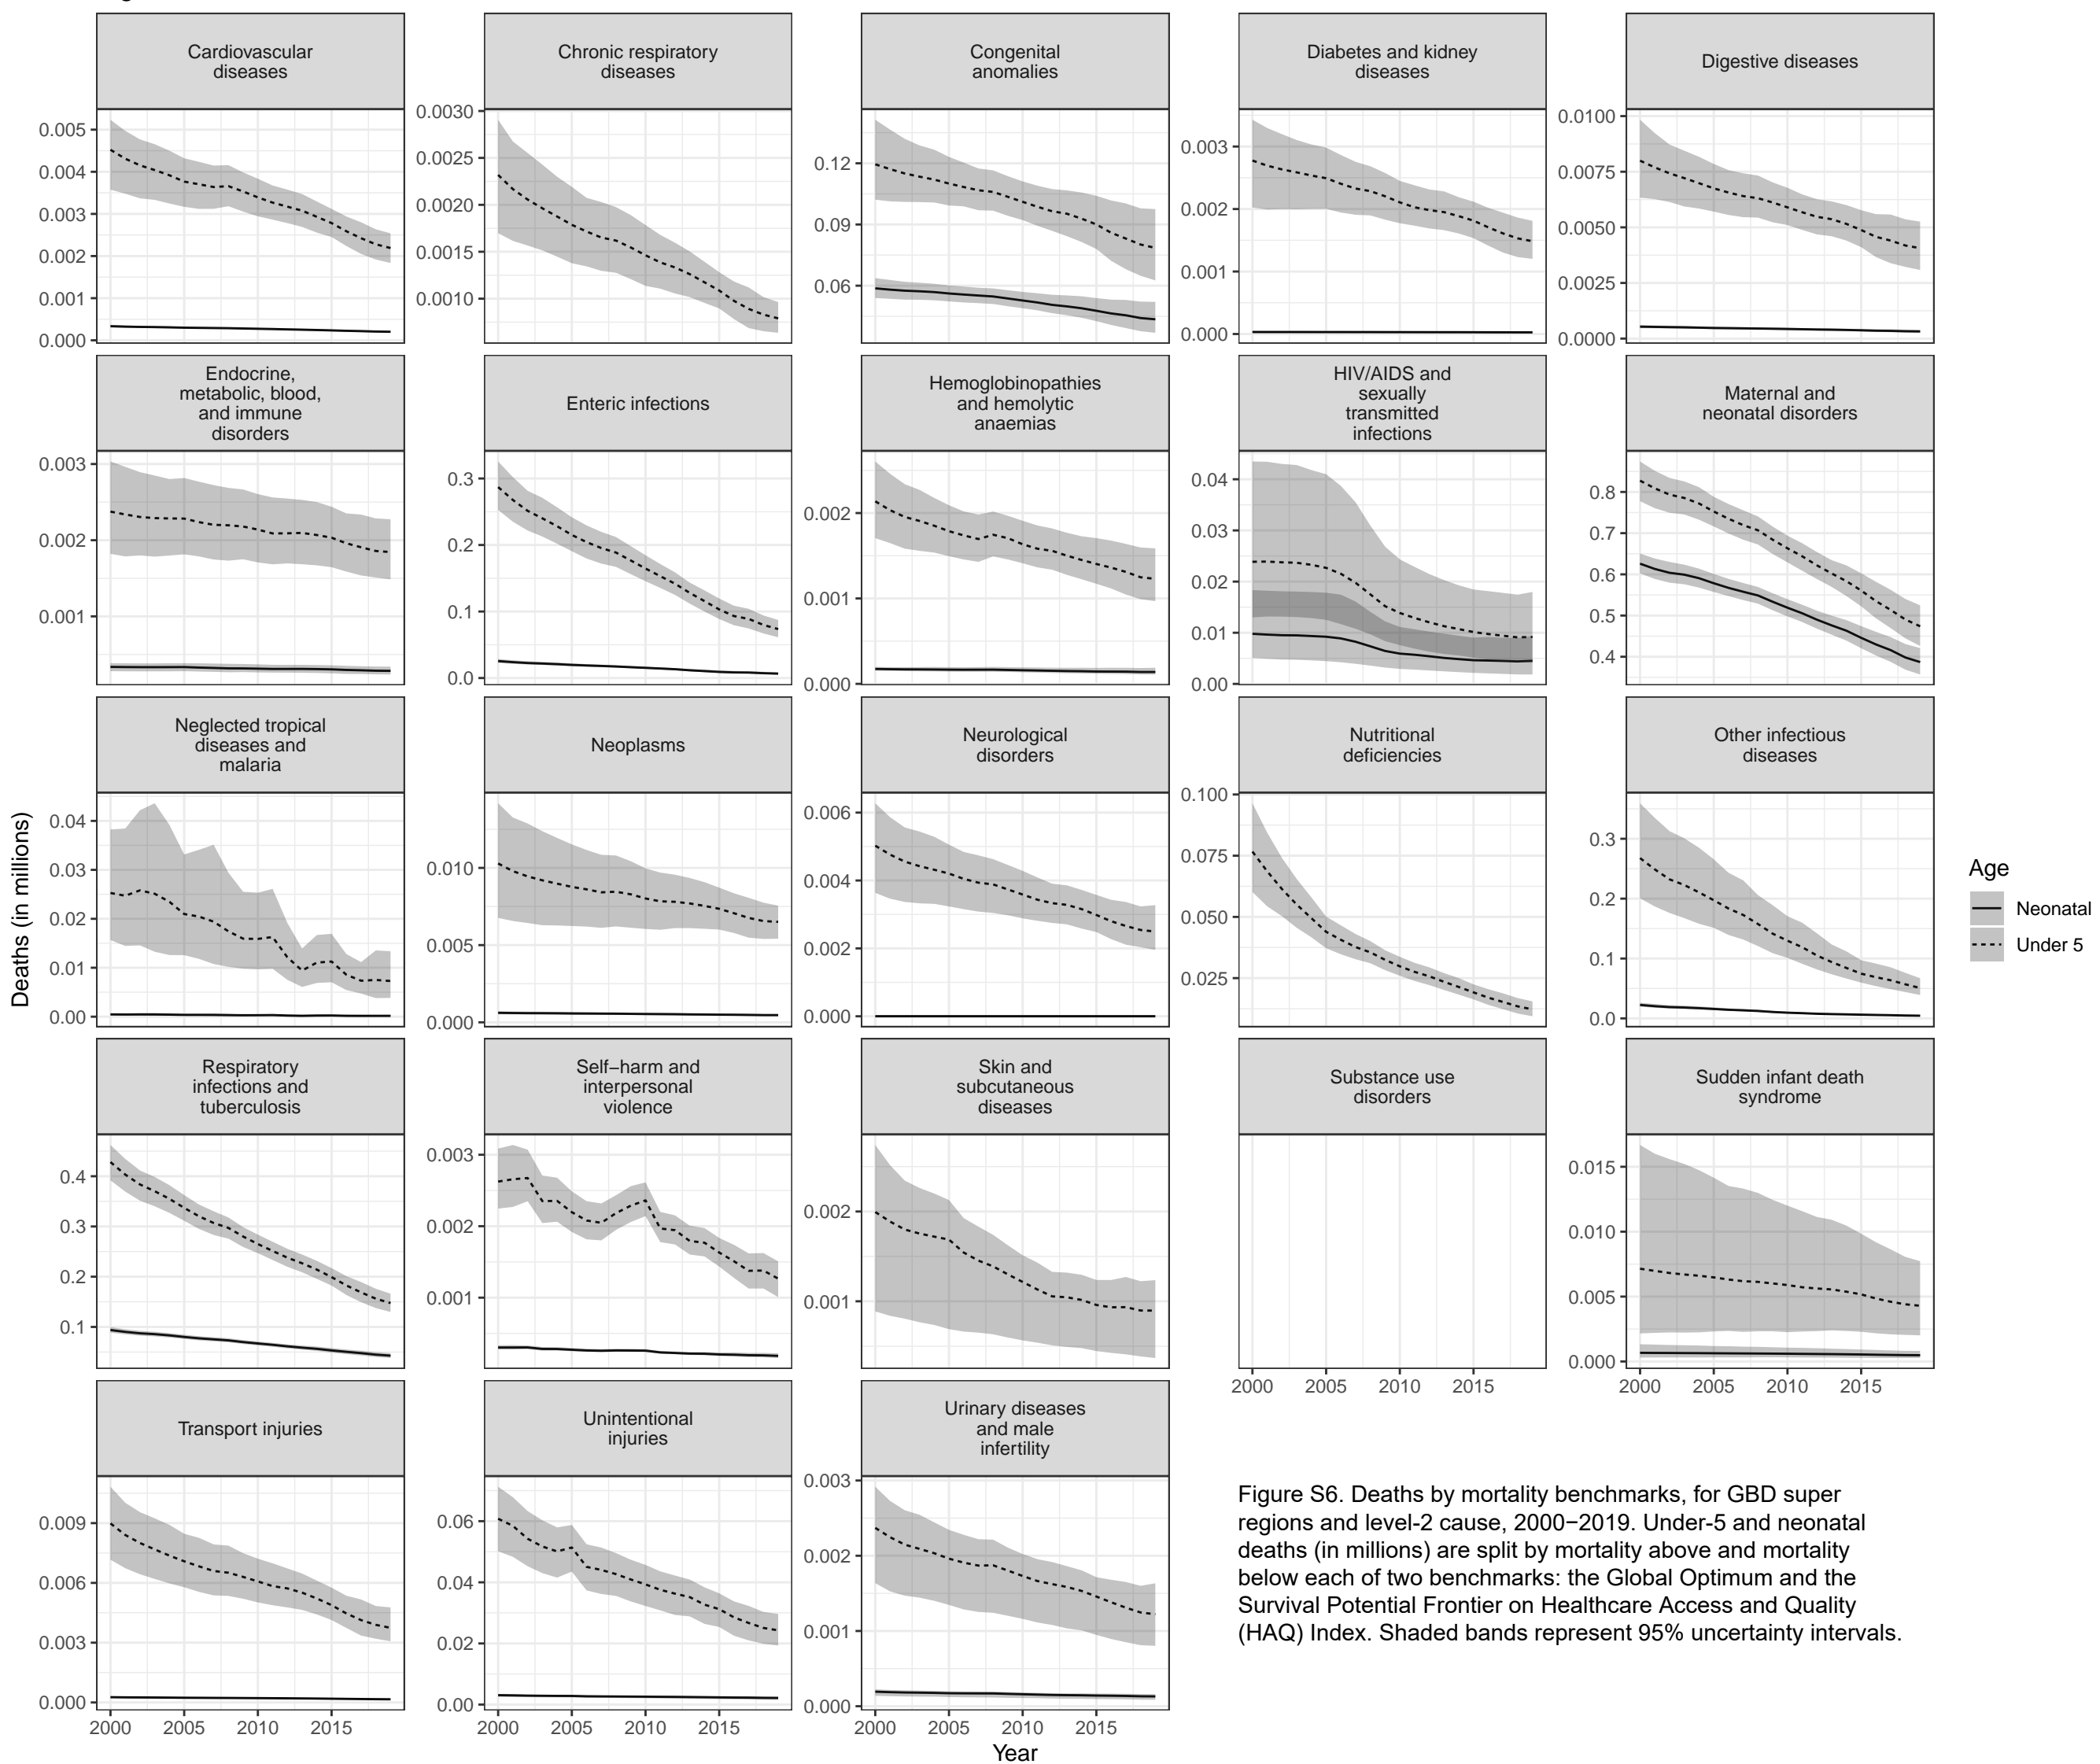 Cardiovascular
diseases
Chronic respiratory
diseases
Congenital
anomalies
Diabetes and kidney
diseases
Digestive diseases
0.005
0.004
0.003
0.002
0.001
0.000
0.0030
0.0025
0.0020
0.0015
0.0010
0.12
0.09
0.06
0.003
0.002
0.001
0.000
0.0100
0.0075
0.0050
0.0025
0.0000
Endocrine,
metabolic, blood,
and immune
disorders
Enteric infections
Hemoglobinopathies
and hemolytic
anaemias
HIV/AIDS and
sexually
transmitted
infections
Maternal and
neonatal disorders
0.003
0.002
0.001
0.3
0.2
0.1
0.0
0.002
0.001
0.000
0.04
0.03
0.02
0.01
0.00
0.8
0.7
0.6
0.5
0.4
Neglected tropical
diseases and
malaria
Neoplasms
Neurological
disorders
Nutritional
deficiencies
Other infectious
diseases
Deaths (in millions)
0.04
0.03
0.02
0.01
0.00
0.010
0.005
0.000
0.006
0.004
0.002
0.000
0.100
0.075
0.050
0.025
0.3
0.2
0.1
0.0
Age
Neonatal
Under 5
Respiratory
infections and
tuberculosis
Self−harm and
interpersonal
violence
Skin and
subcutaneous
diseases
Substance use
disorders
Sudden infant death
syndrome
0.4
0.3
0.2
0.1
0.003
0.002
0.001
0.002
0.001
0.015
0.010
0.005
0.000
2000 2005 2010 2015
2000 2005 2010 2015
Transport injuries
Unintentional
injuries
Urinary diseases
and male
infertility
0.009
0.006
0.003
0.000
0.06
0.04
0.02
0.00
0.003
0.002
0.001
0.000
2000 2005 2010 2015
2000 2005 2010 2015
2000 2005 2010 2015
Year
Figure S6. Deaths by mortality benchmarks, for GBD super
regions and level-2 cause, 2000−2019. Under-5 and neonatal
deaths (in millions) are split by mortality above and mortality
below each of two benchmarks: the Global Optimum and the
Survival Potential Frontier on Healthcare Access and Quality
(HAQ) Index. Shaded bands represent 95% uncertainty intervals.